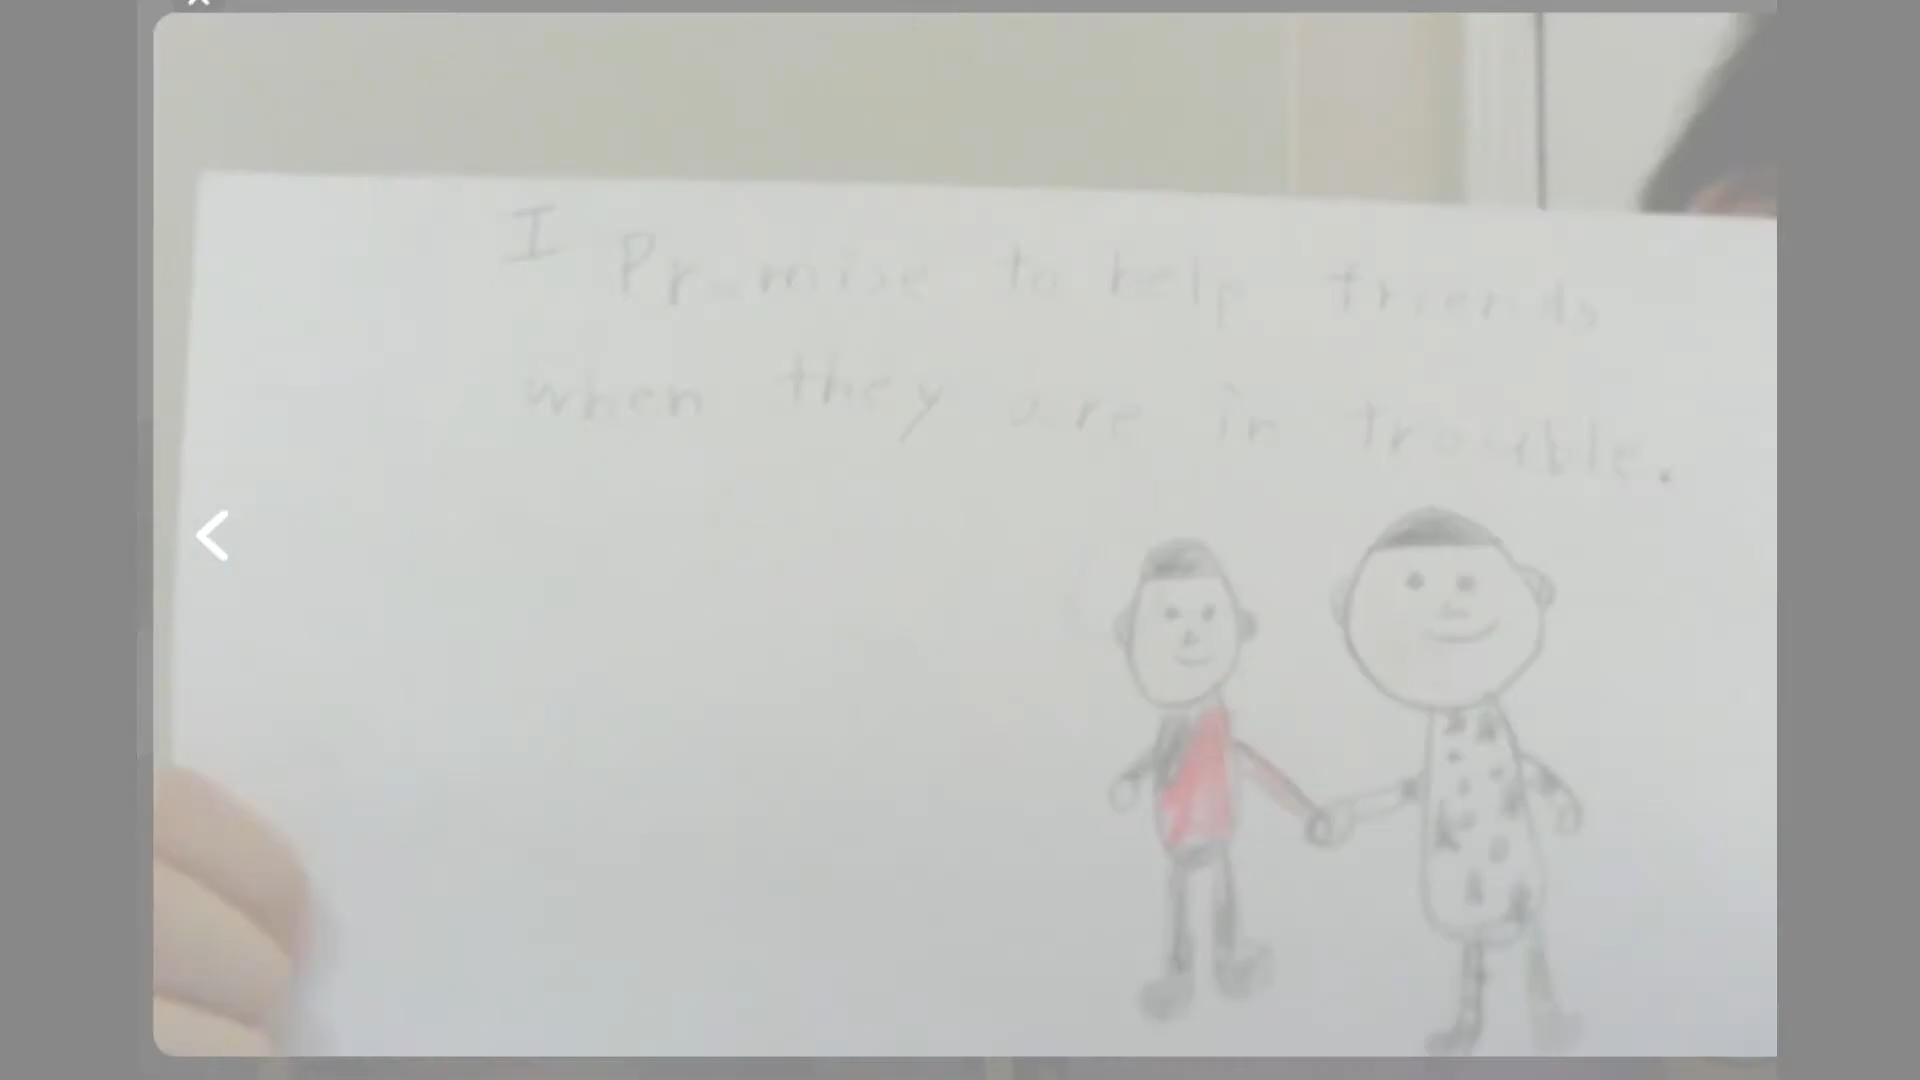 I Promise to help friends
when they are in trouble.